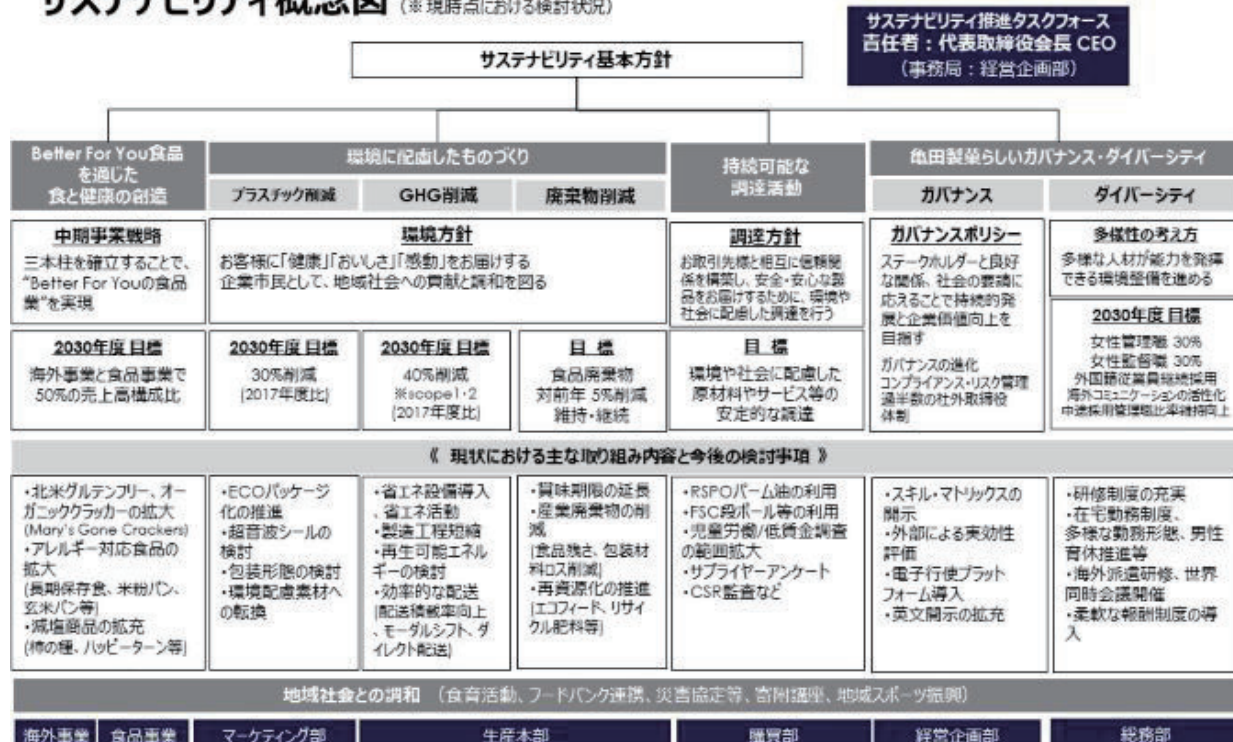 サステナビリティ概念図 (※現時点における検討状況)
サステナビリティ推進タスクフォース
責任者：代表取締役会長 CEO
(事務局：経営企画部)
サステナビリティ基本方針
Better For You食品
を通じた
食と健康の創造
環境に配慮したものづくり
プラスチック削減
GHG削減
廃棄物削減
持続可能な
調達活動
亀田製菓らしいガバナンス・ダイバーシティ
ガバナンス
ダイバーシティ
中期事業戦略
三本柱を確立することで、
"Better For Youの食品
業"を実現
環境方針
お客様に「健康」「おいしさ」「感動」をお届けする
企業市民として、地域社会への貢献と調和を図る
調達方針
お取引先様と相互に信頼関
係を構築し、安全・安心な製
品をお届けするために、環境や
社会に配慮した調達を行う
ガバナンスポリシー
ステークホルダーと良好
な関係、社会の要請に
応えることで持続的発
展と企業価値向上を
目指す
ガバナンスの進化
コンプライアンス・リスク管理
過半数の社外取締役
体制
多様性の考え方
多様な人材が能力を発揮
できる環境整備を進める
2030年度 目標
海外事業と食品事業で
50%の売上高構成比
2030年度 目標
30%削減
(2017年度比)
2030年度 目標
40%削減
※scope1・2
(2017年度比)
目 標
食品廃棄物
対前年 5%削減
維持・継続
目 標
環境や社会に配慮した
原材料やサービス等の
安定的な調達
2030年度 目標
女性管理職 30%
女性監督職 30%
外国籍従業員継続採用
海外コミュニケーションの活性化
中途採用管理職比率維持向上
《 現状における主な取り組み内容と今後の検討事項 》
・北米グルテンフリー、オー
ガニッククラッカーの拡大
(Mary's Gone Crackers)
・アレルギー対応食品の
拡大
(長期保存食、米粉パン、
玄米パン等)
・減塩商品の拡充
(柿の種、ハッピーターン等)
・ECOパッケージ
化の推進
・超音波シールの
検討
・包装形態の検討
・環境配慮素材へ
の転換
・省エネ設備導入
、省エネ活動
・製造工程短縮
・再生可能エネル
ギーの検討
・効率的な配送
(配送積載率向上
、モーダルシフト、ダ
イレクト配送)
・賞味期限の延長
・産業廃棄物の削
減
(食品残さ、包装材
料ロス削減)
・再資源化の推進
(エコフィード、リサイ
クル肥料等)
・RSPOパーム油の利用
・FSC段ボール等の利用
・児童労働/低賃金調査
の範囲拡大
・サプライヤーアンケート
・CSR監査など
・スキル・マトリックスの
開示
・外部による実効性
評価
・電子行使プラット
フォーム導入
・英文開示の拡充
・研修制度の充実
・在宅勤務制度、
多様な勤務形態、男性
育休推進等
・海外派遣研修、世界
同時会議開催
・柔軟な報酬制度の導
入
地域社会との調和 (食育活動、フードバンク連携、災害協定等、寄附講座、地域スポーツ振興)
海外事業 食品事業 マーケティング部 生産本部 購買部 経営企画部 総務部